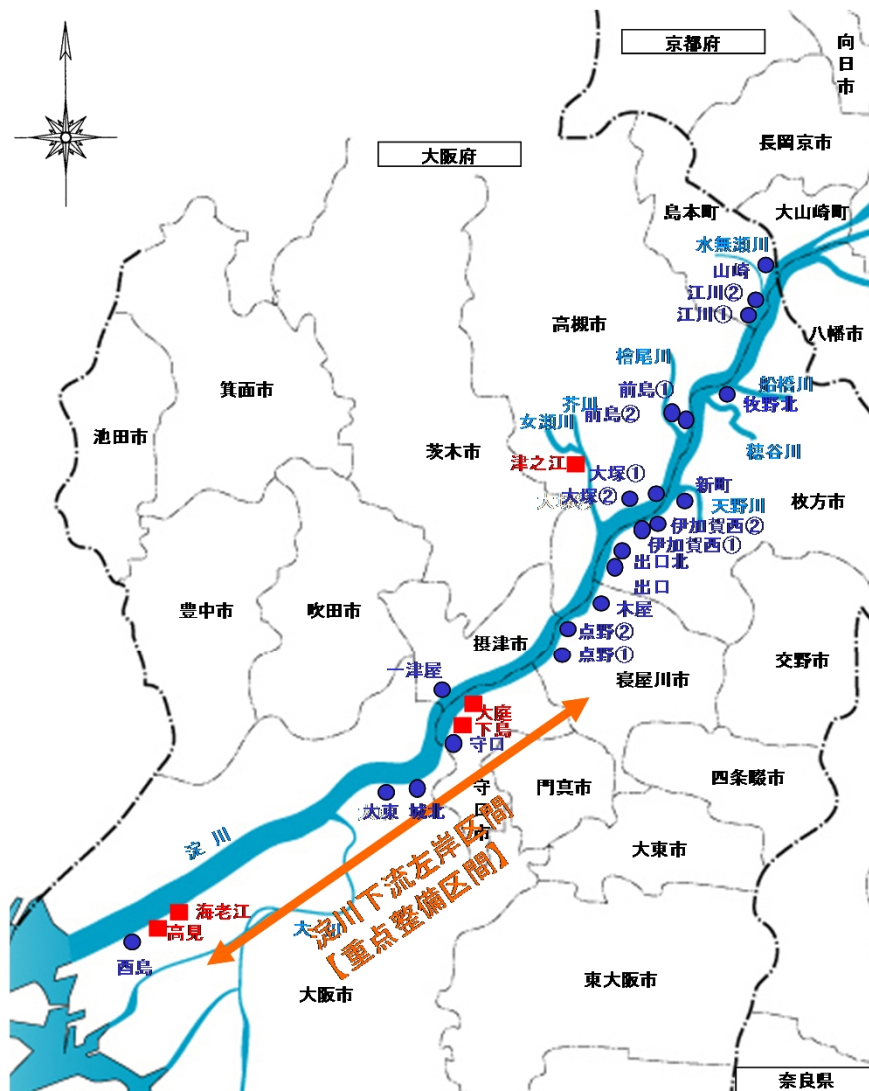 京都府
向日市
長岡京市
大阪府
島本町
大山崎町
水無瀬川
山崎
江川②
江川①
高槻市
八幡市
檜尾川
箕面市
前島①
船橋川
芥川
前島②
牧野北
女瀬川
池田市
茨木市
穂谷川
津之江
大塚①
新町
大塚②
天野川
枚方市
伊加賀西②
伊加賀西①
出口北
出口
豊中市
吹田市
木屋
摂津市
点野②
交野市
一津屋
点野①
寝屋川市
大庭
下島
守口
四条畷市
門真市
守口市
大東
城北
淀川
大東市
淀川下流左岸区間
【重点整備区間】
海老江
高見
酉島
大阪市
東大阪市
奈良県